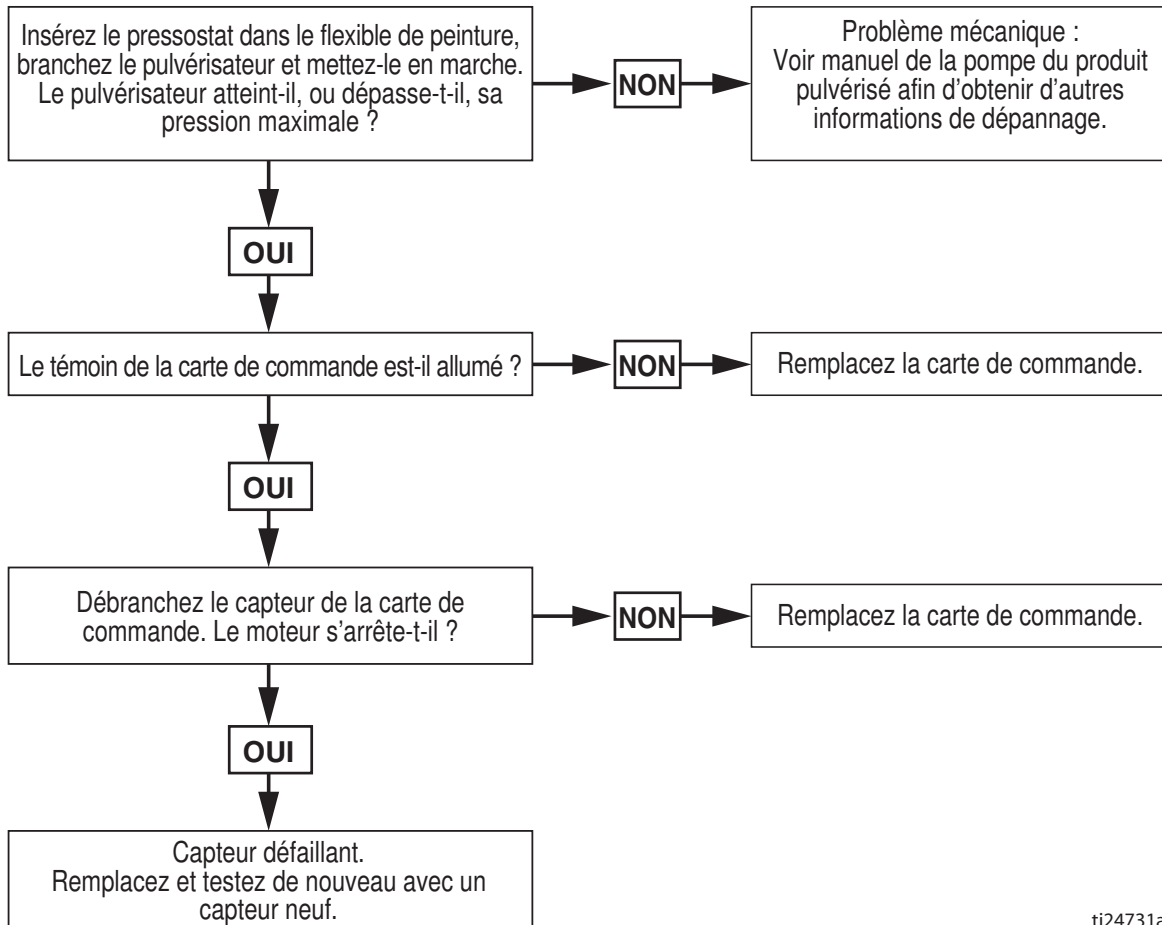 Insérez le pressostat dans le flexible de peinture,
branchez le pulvérisateur et mettez-le en marche.
Le pulvérisateur atteint-il, ou dépasse-t-il, sa
pression maximale ?
NON
Problème mécanique :
Voir manuel de la pompe du produit
pulvérisé afin d'obtenir d'autres
informations de dépannage.
OUI
Le témoin de la carte de commande est-il allumé ?
NON
Remplacez la carte de commande.
OUI
Débranchez le capteur de la carte de
commande. Le moteur s'arrête-t-il ?
NON
Remplacez la carte de commande.
OUI
Capteur défaillant.
Remplacez et testez de nouveau avec un
capteur neuf.
ti24731a